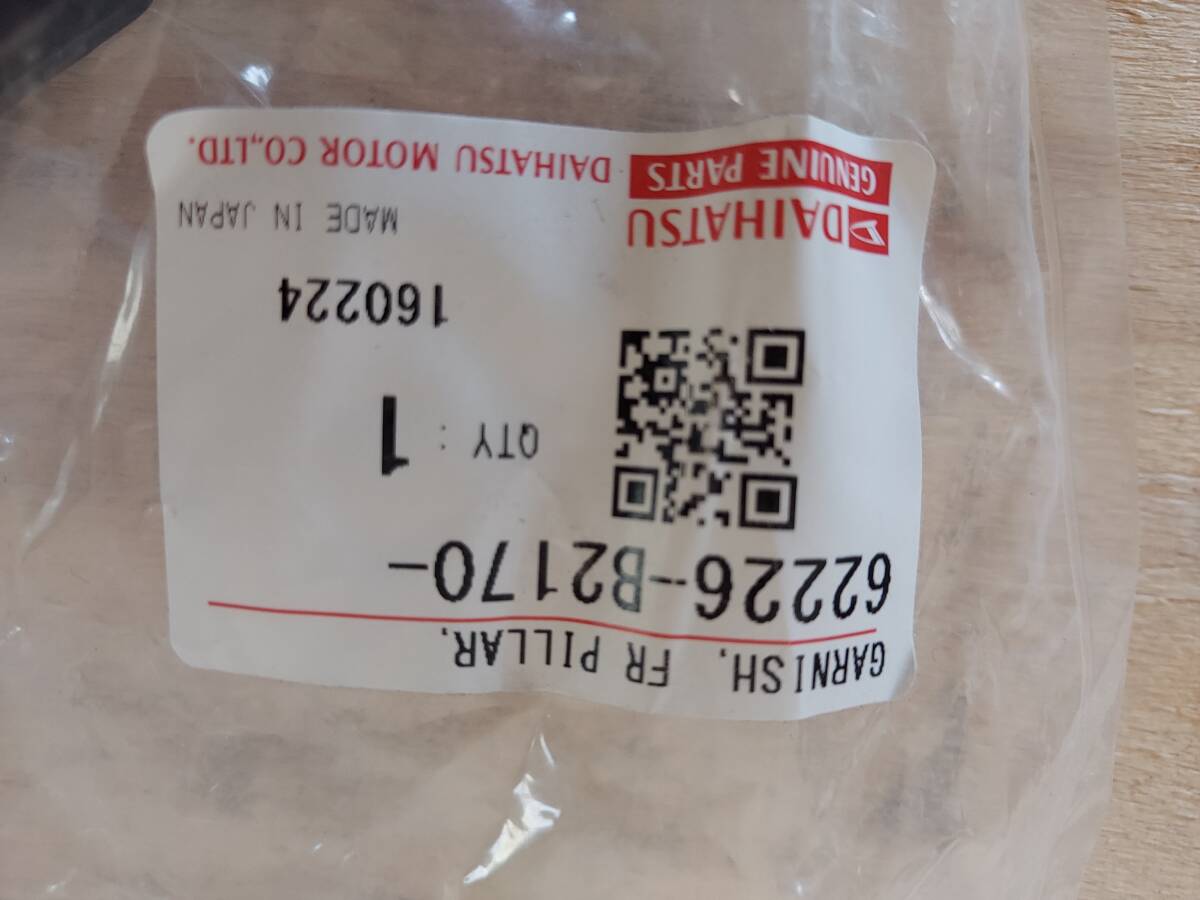 GARNISH, FR PILLAR,
62226-B2170-
QTY : 1
160224
MADE IN JAPAN
DAIHATSU
GENUINE PARTS
DAIHATSU MOTOR CO.,LTD.